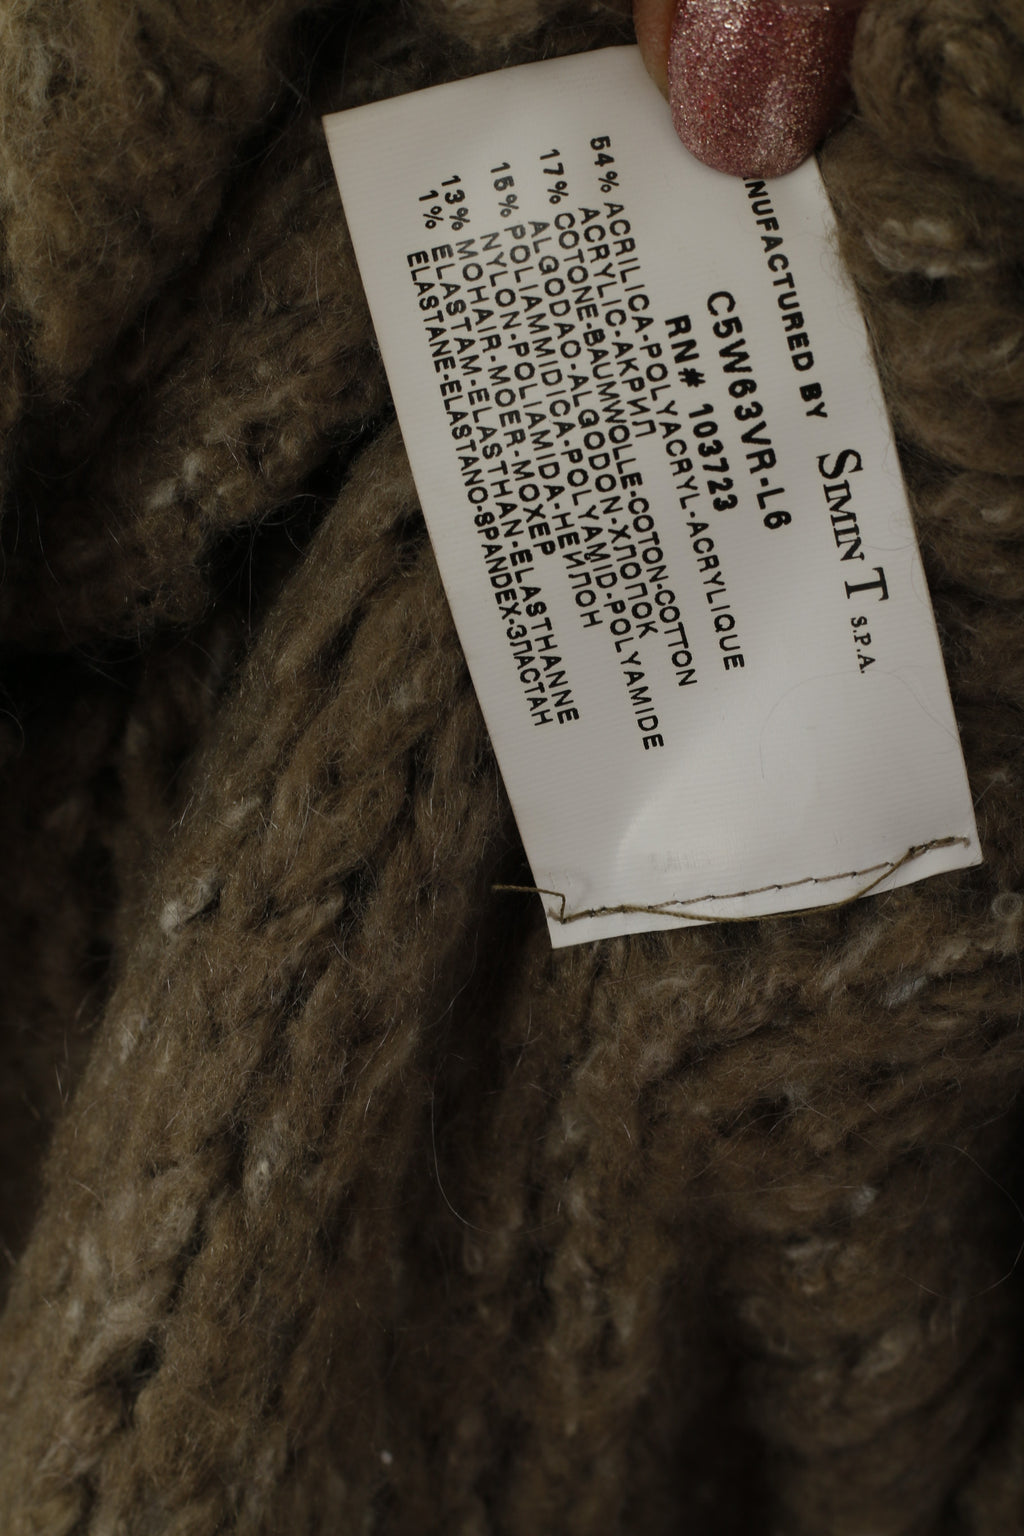 NUFACTURED BY SIMINT S.P.A.
C5W63VR-L6
RN# 103723
54% ACRILICA-POLYACRYL-ACRYLIQUE
ACRYLIC-АКРИЛ
17% COTONE-BAUMWOLLE-COTON-COTTON
ALGODAO-ALGODON-ХЛОПОК
15% POLIAMMIDICA-POLYAMID-POLYAMIDE
NYLON-POLIAMIDA-НЕЙЛОН
13% MOHAIR-MOER-МОХЕР
1% ELASTAM-ELASTHAN-ELASTHANNE
ELASTANE-ELASTANO-SPANDEX-ЭЛАСТАН